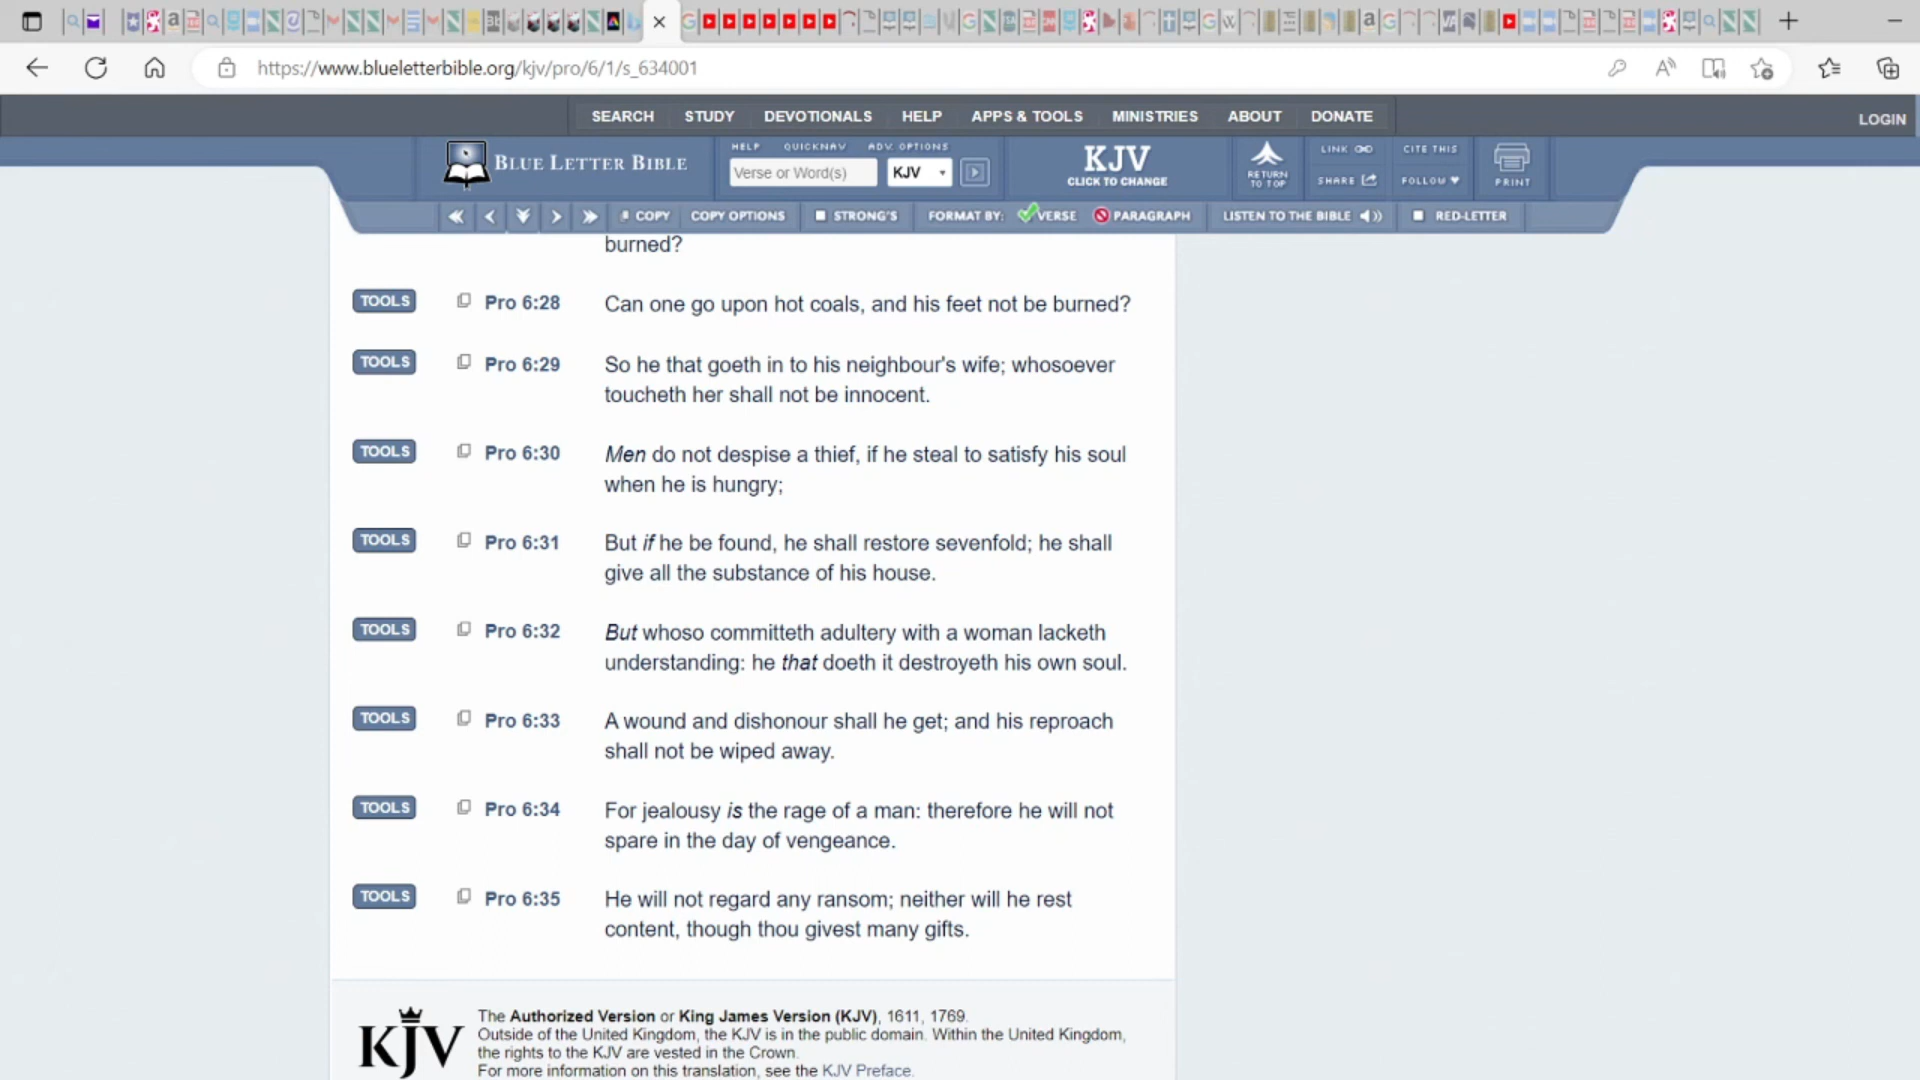 https://www.blueletterbible.org/kjv/pro/6/1/s_634001
SEARCH STUDY DEVOTIONALS HELP APPS & TOOLS MINISTRIES ABOUT DONATE
LOGIN
BLUE LETTER BIBLE
HELP QUICKNAV ADV. OPTIONS
Verse or Word(s) KJV
KJV
CLICK TO CHANGE
RETURN
TO TOP
LINK CITE THIS
SHARE FOLLOW
PRINT
COPY COPY OPTIONS STRONG'S FORMAT BY: VERSE PARAGRAPH LISTEN TO THE BIBLE RED-LETTER
burned?
TOOLS Pro 6:28 Can one go upon hot coals, and his feet not be burned?
TOOLS Pro 6:29 So he that goeth in to his neighbour's wife; whosoever
toucheth her shall not be innocent.
TOOLS Pro 6:30 Men do not despise a thief, if he steal to satisfy his soul
when he is hungry;
TOOLS Pro 6:31 But if he be found, he shall restore sevenfold; he shall
give all the substance of his house.
TOOLS Pro 6:32 But whoso committeth adultery with a woman lacketh
understanding: he that doeth it destroyeth his own soul.
TOOLS Pro 6:33 A wound and dishonour shall he get; and his reproach
shall not be wiped away.
TOOLS Pro 6:34 For jealousy is the rage of a man: therefore he will not
spare in the day of vengeance.
TOOLS Pro 6:35 He will not regard any ransom; neither will he rest
content, though thou givest many gifts.
KJV
The Authorized Version or King James Version (KJV), 1611, 1769.
Outside of the United Kingdom, the KJV is in the public domain. Within the United Kingdom,
the rights to the KJV are vested in the Crown.
For more information on this translation, see the KJV Preface.